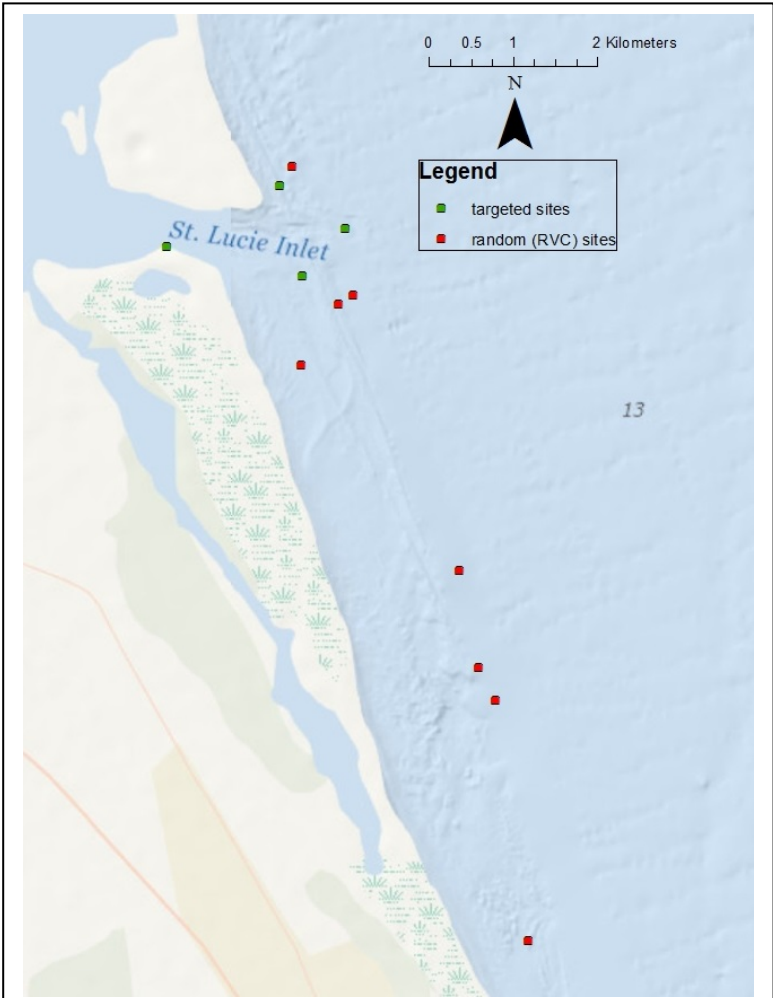 0 0.5 1 2 Kilometers
N
Legend
targeted sites
random (RVC) sites
St. Lucie Inlet
13